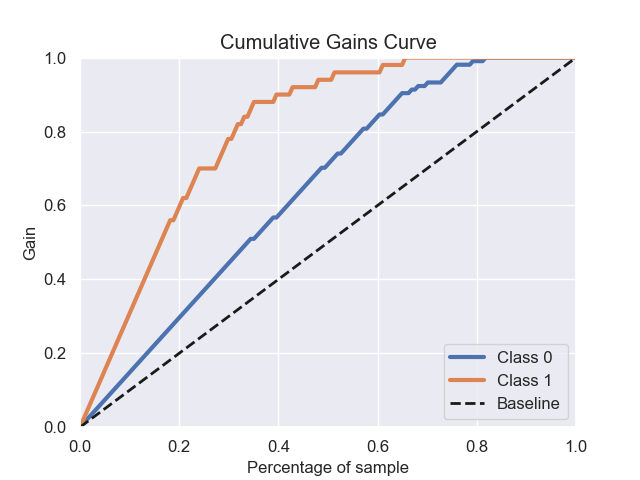 Cumulative Gains Curve
1.0
0.8
0.6
0.4
0.2
0.0
Gain
0.0 0.2 0.4 0.6 0.8 1.0
Percentage of sample
Class 0
Class 1
Baseline